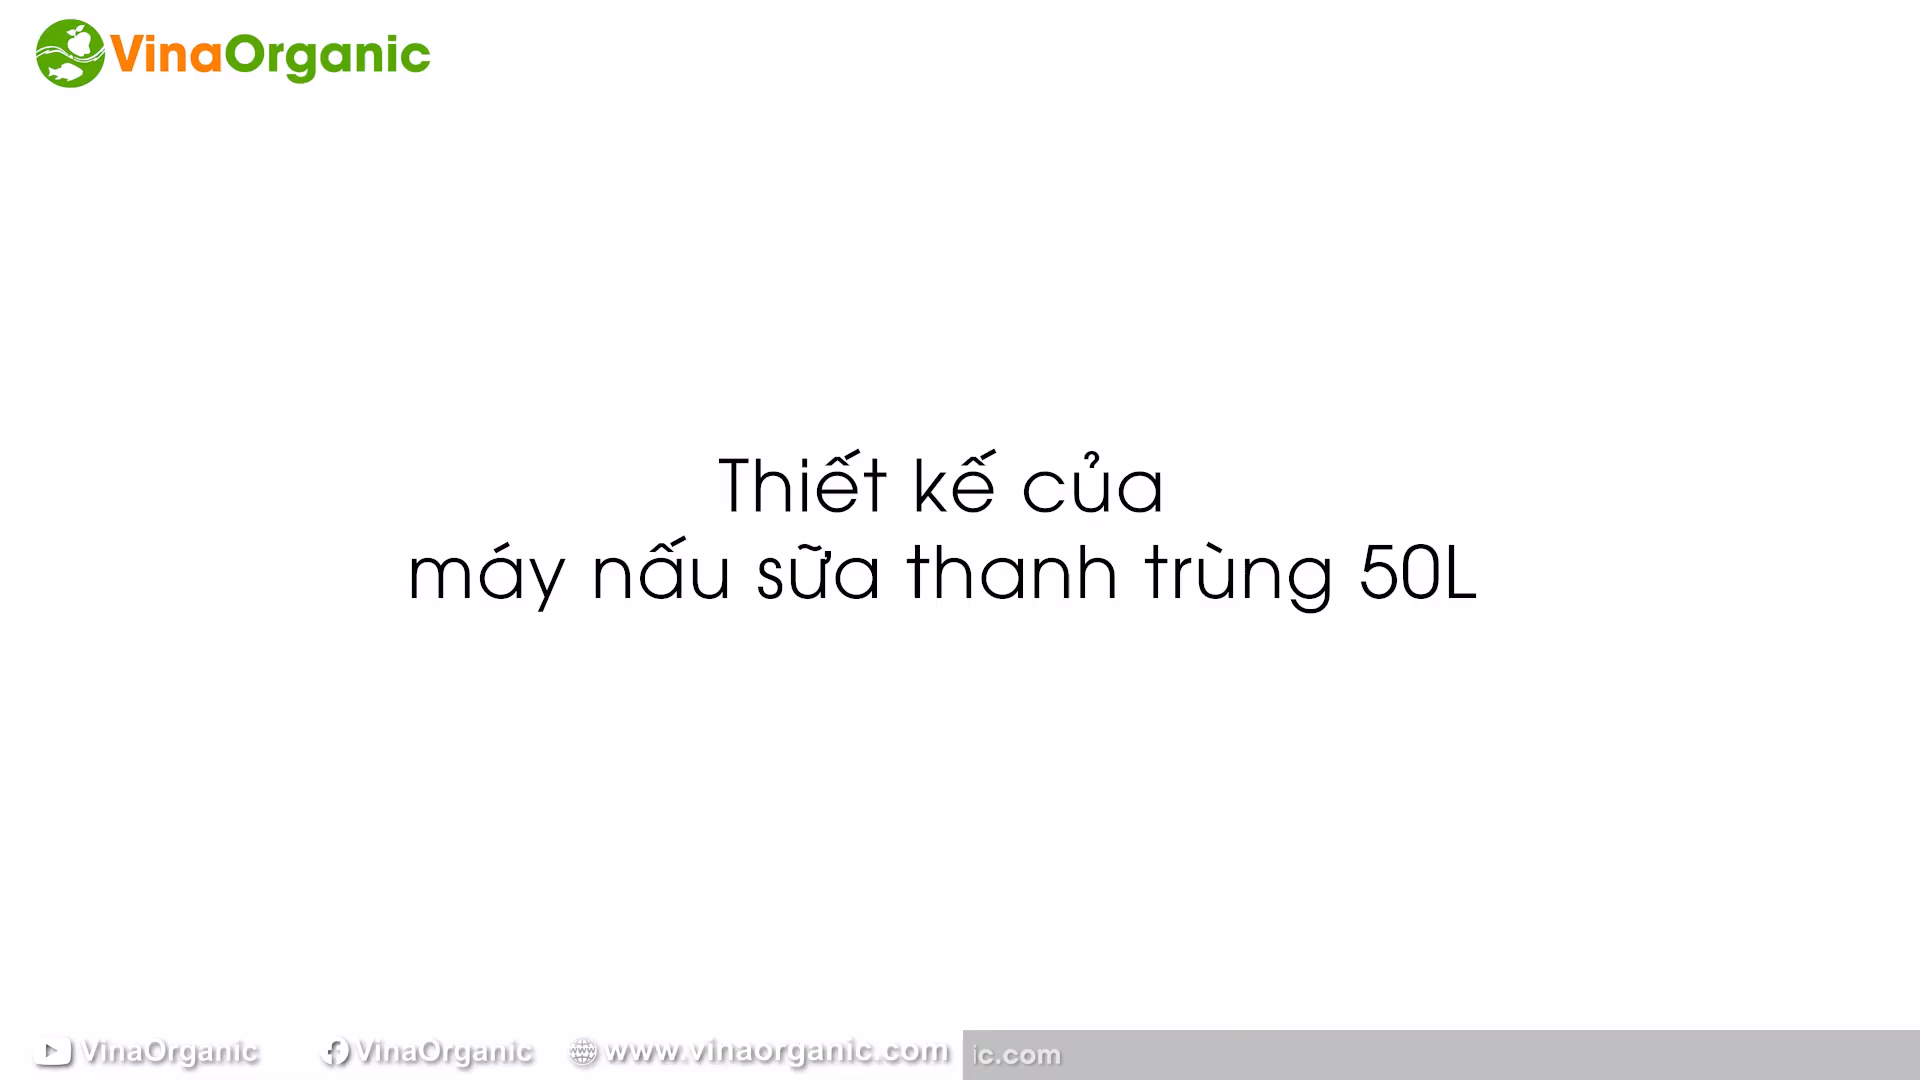 VinaOrganic
Thiết kế của
máy nấu sữa thanh trùng 50L
VinaOrganic
VinaOrganic
www.vinaorganic.com
ic.com